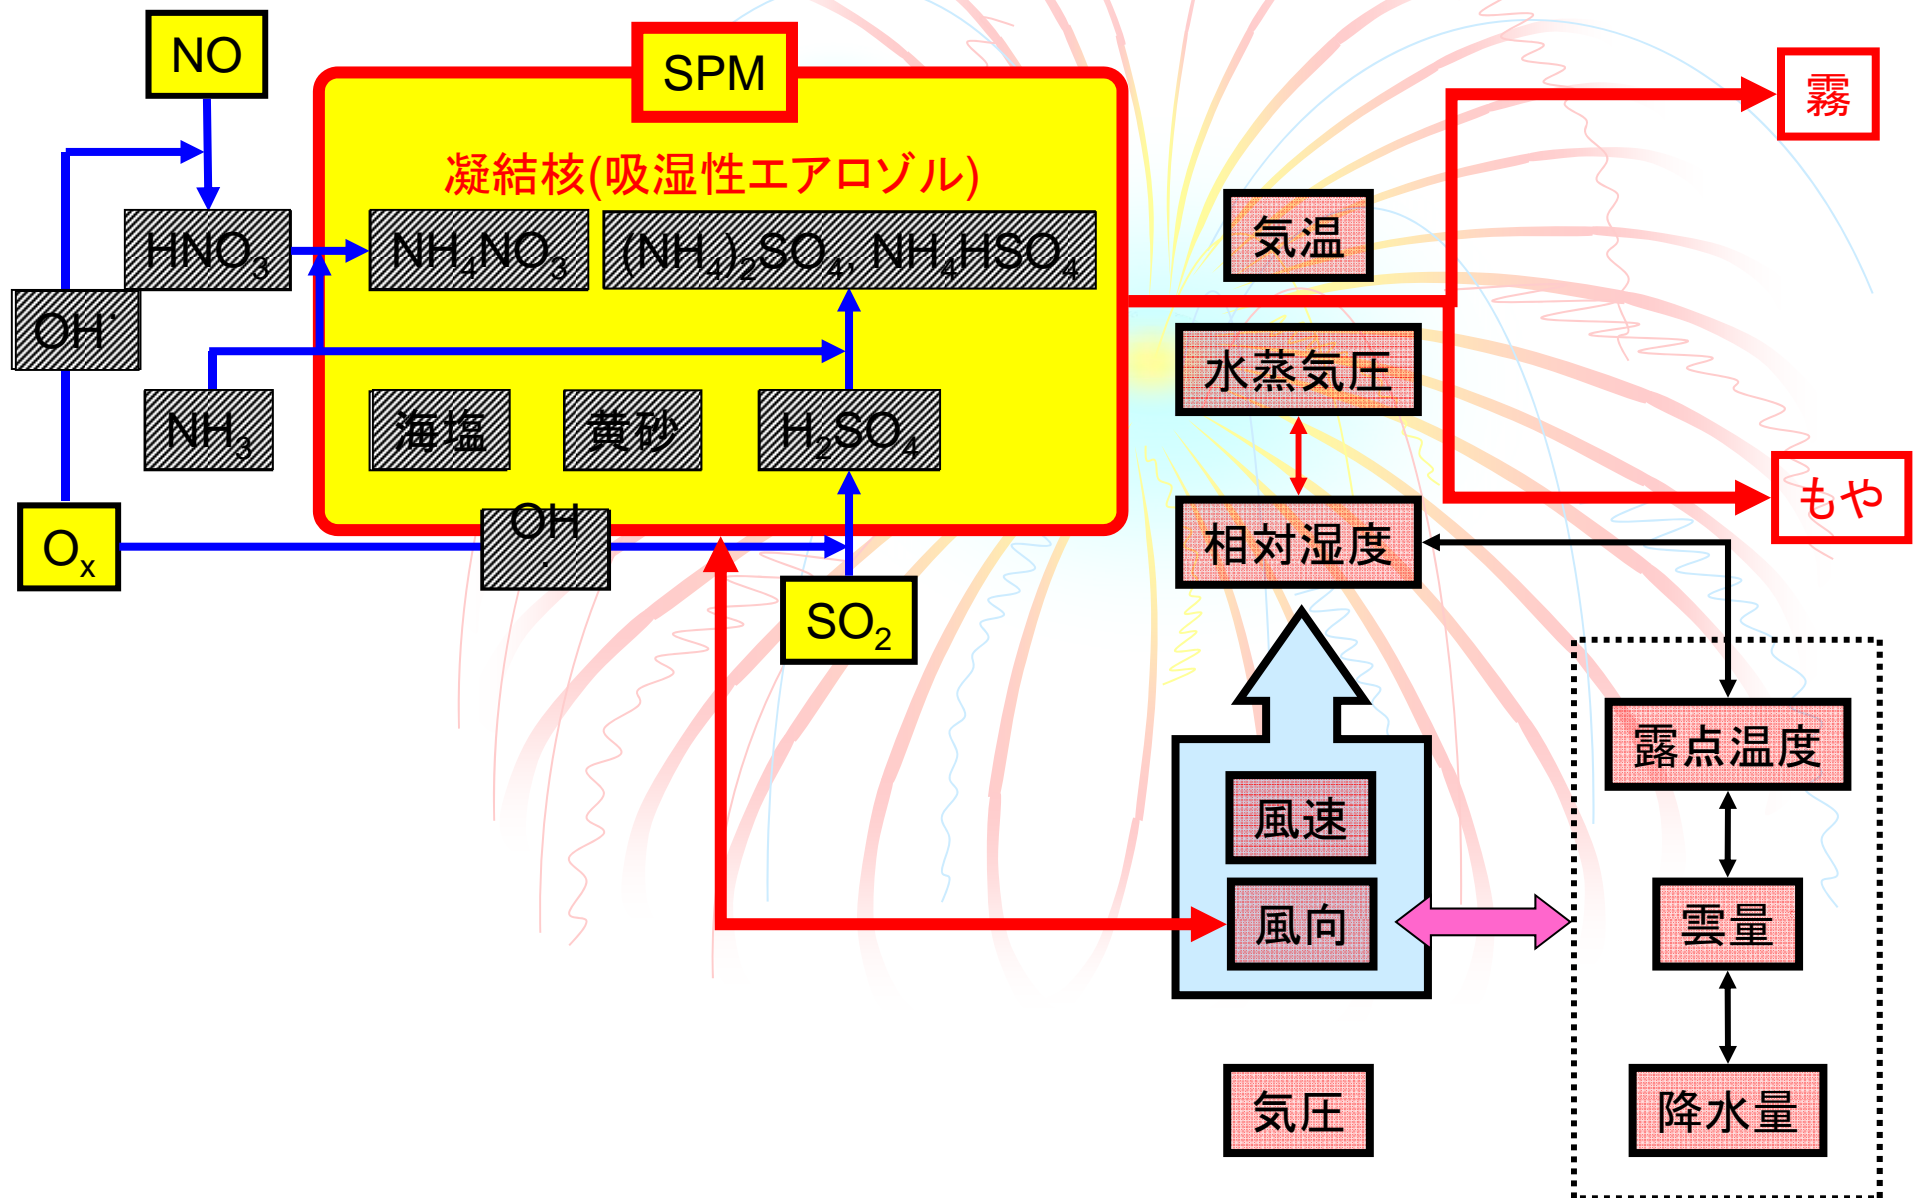 NO
SPM
霧
凝結核(吸湿性エアロゾル)
HNO3
NH4NO3
(NH4)2SO4, NH4HSO4
気温
OH·
水蒸気圧
NH3
海塩
黄砂
H2SO4
もや
Ox
OH
·
相対湿度
SO2
露点温度
風速
風向
雲量
気圧
降水量